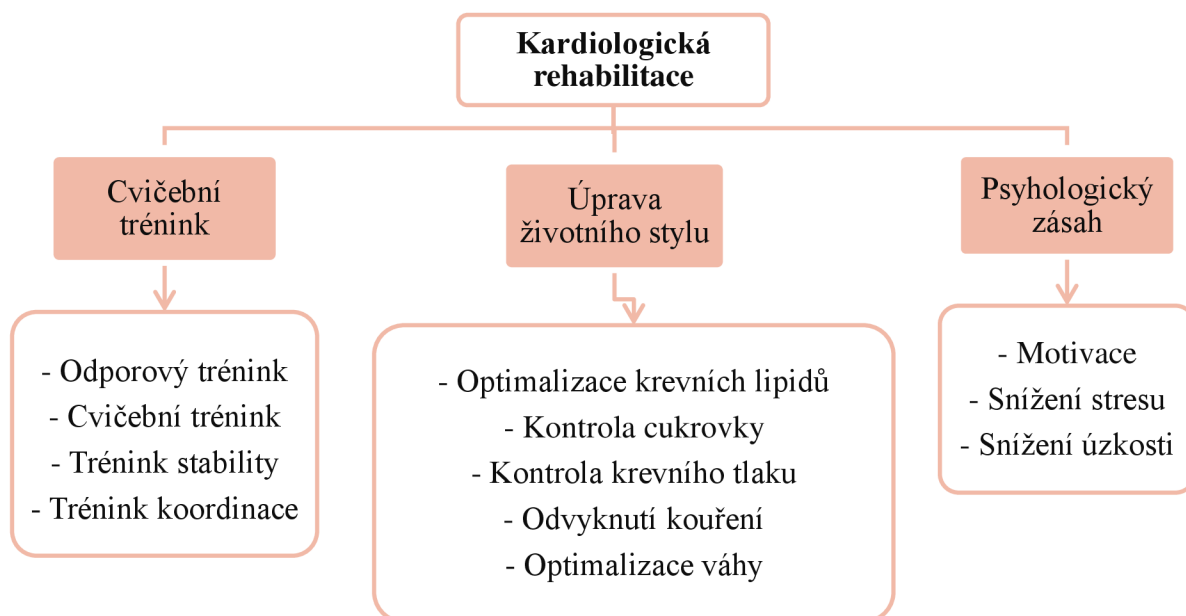 Kardiologická
rehabilitace
Cvičební
trénink
- Odporový trénink
- Cvičební trénink
- Trénink stability
- Trénink koordinace
Úprava
životního stylu
- Optimalizace krevních lipidů
- Kontrola cukrovky
- Kontrola krevního tlaku
- Odvyknutí kouření
- Optimalizace váhy
Psyhologický
zásah
- Motivace
- Snížení stresu
- Snížení úzkosti